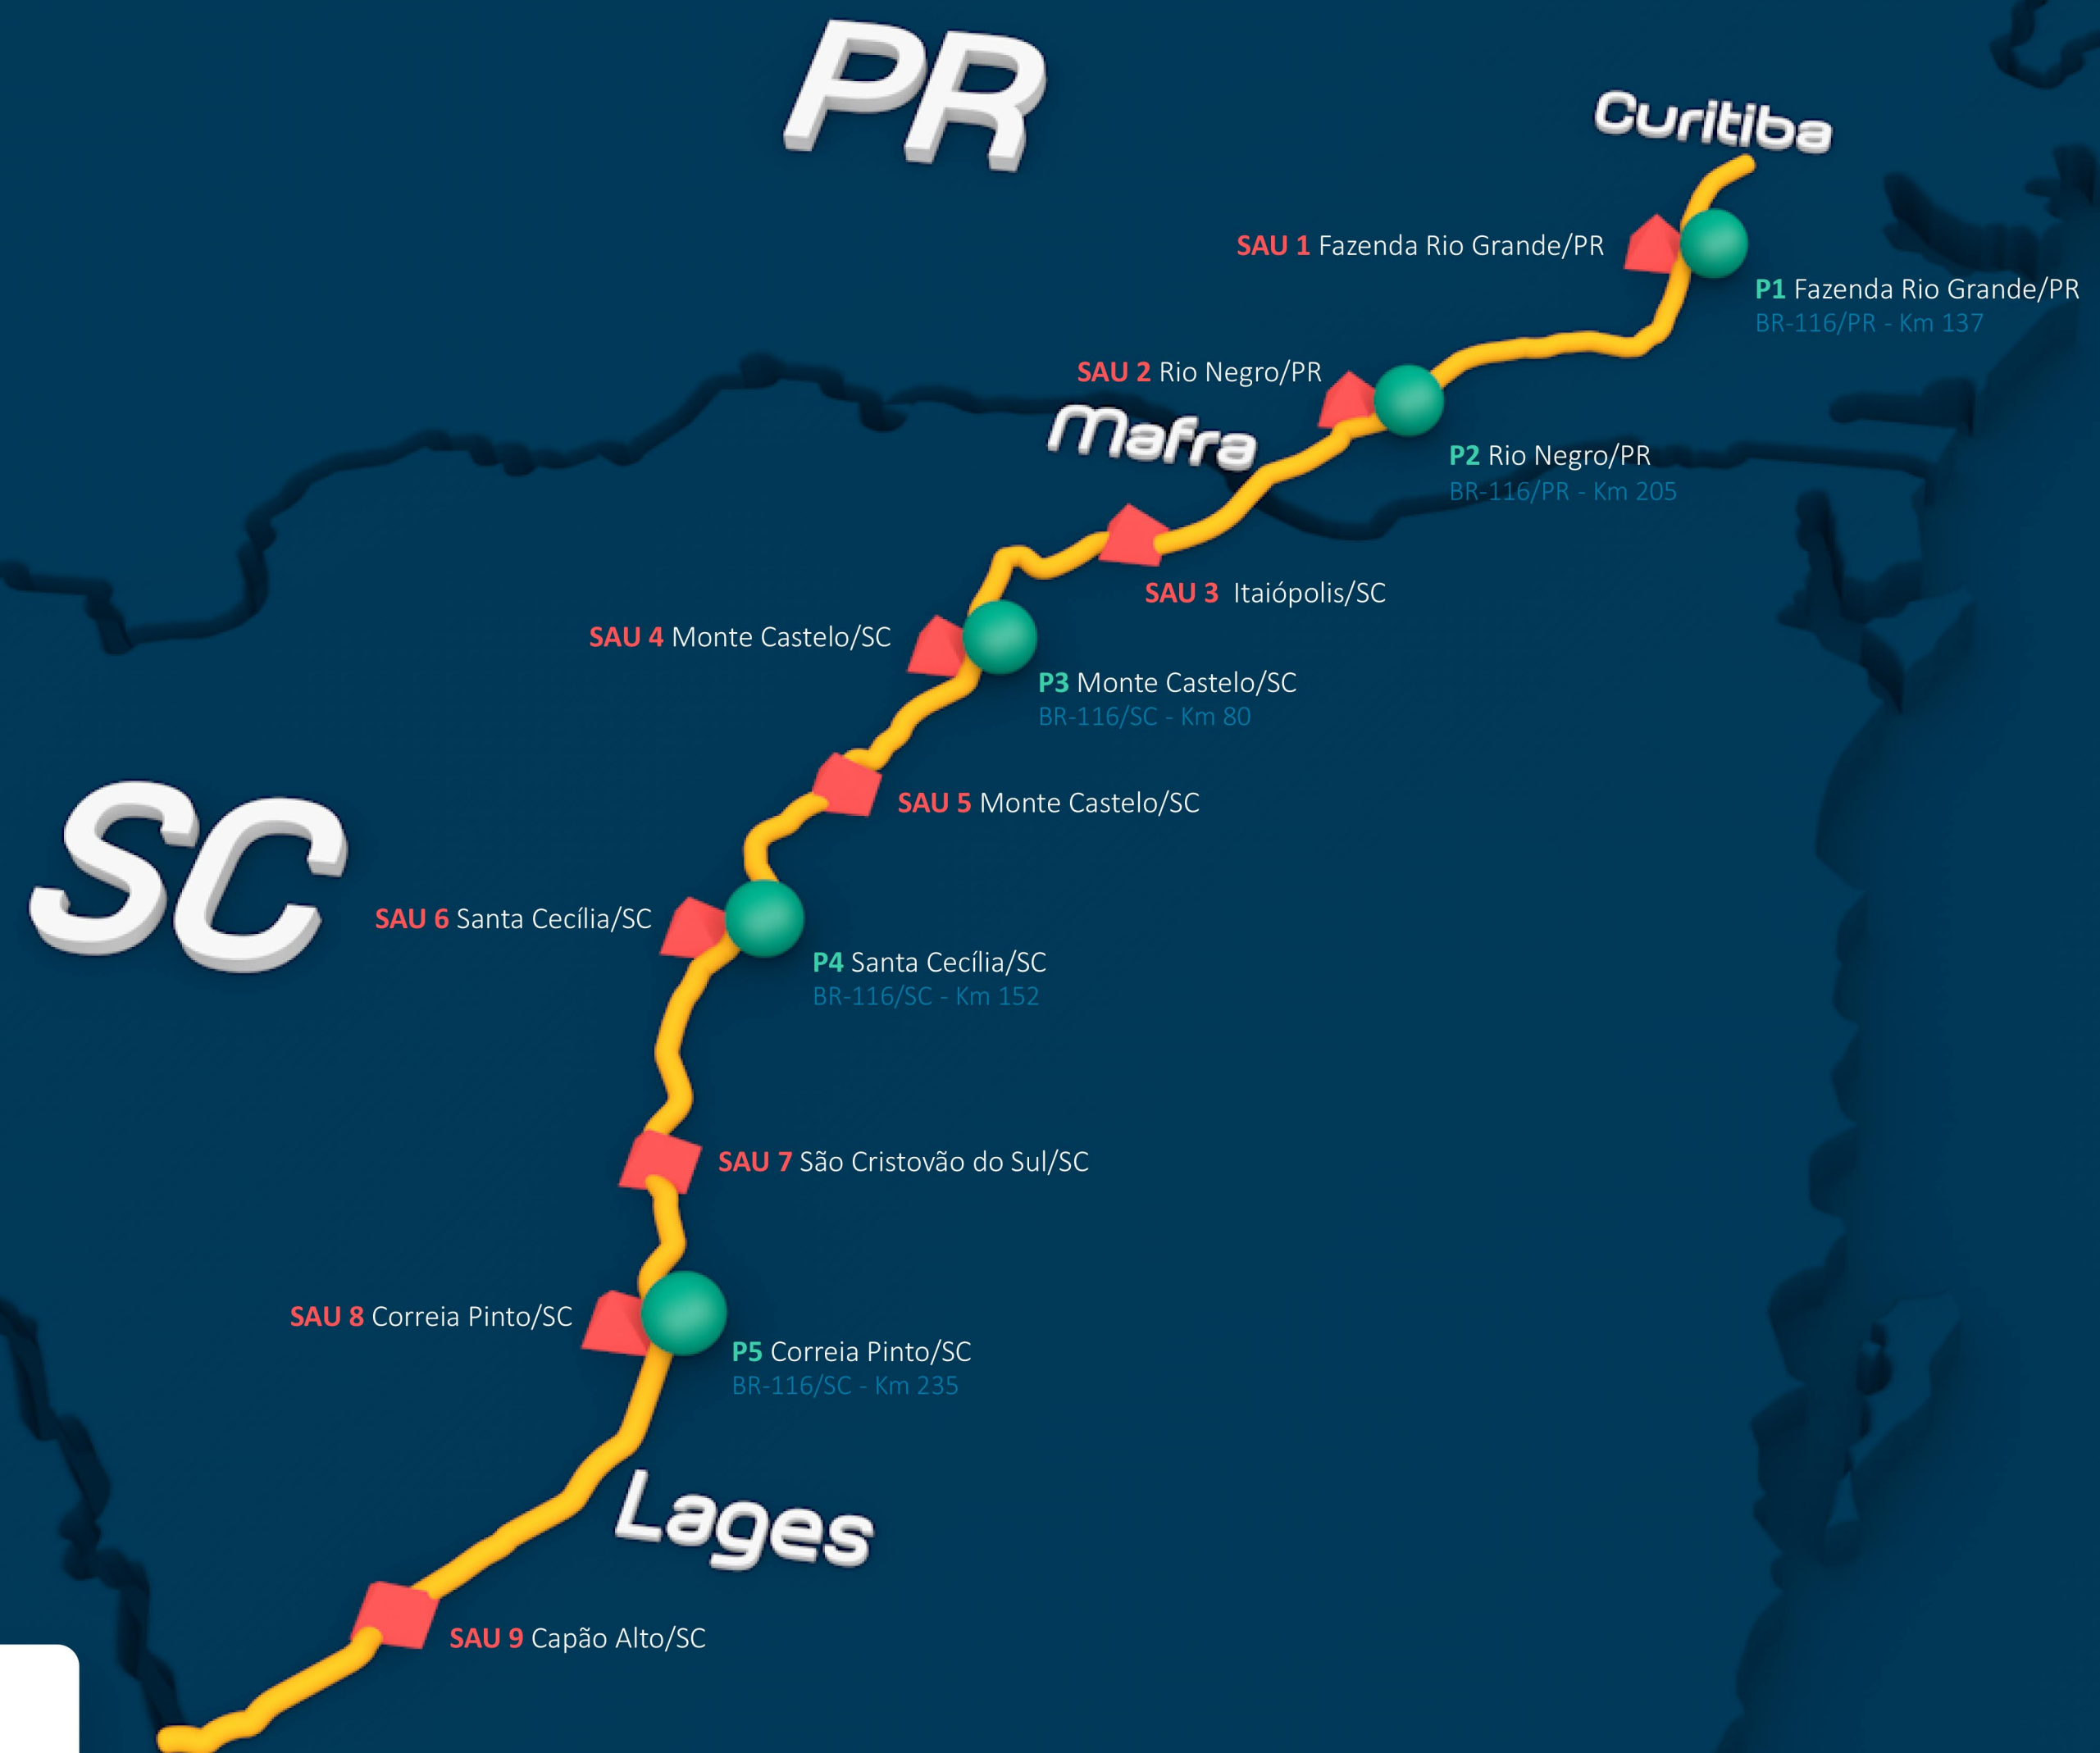 PR
Curitiba
SAU 1 Fazenda Rio Grande/PR
P1 Fazenda Rio Grande/PR
BR-116/PR - Km 137
SAU 2 Rio Negro/PR
Mafra
P2 Rio Negro/PR
BR-116/PR - Km 205
SAU 3 Itaiópolis/SC
SAU 4 Monte Castelo/SC
P3 Monte Castelo/SC
BR-116/SC - Km 80
SAU 5 Monte Castelo/SC
SC
SAU 6 Santa Cecília/SC
P4 Santa Cecília/SC
BR-116/SC - Km 152
SAU 7 São Cristovão do Sul/SC
SAU 8 Correia Pinto/SC
P5 Correia Pinto/SC
BR-116/SC - Km 235
Lages
SAU 9 Capão Alto/SC